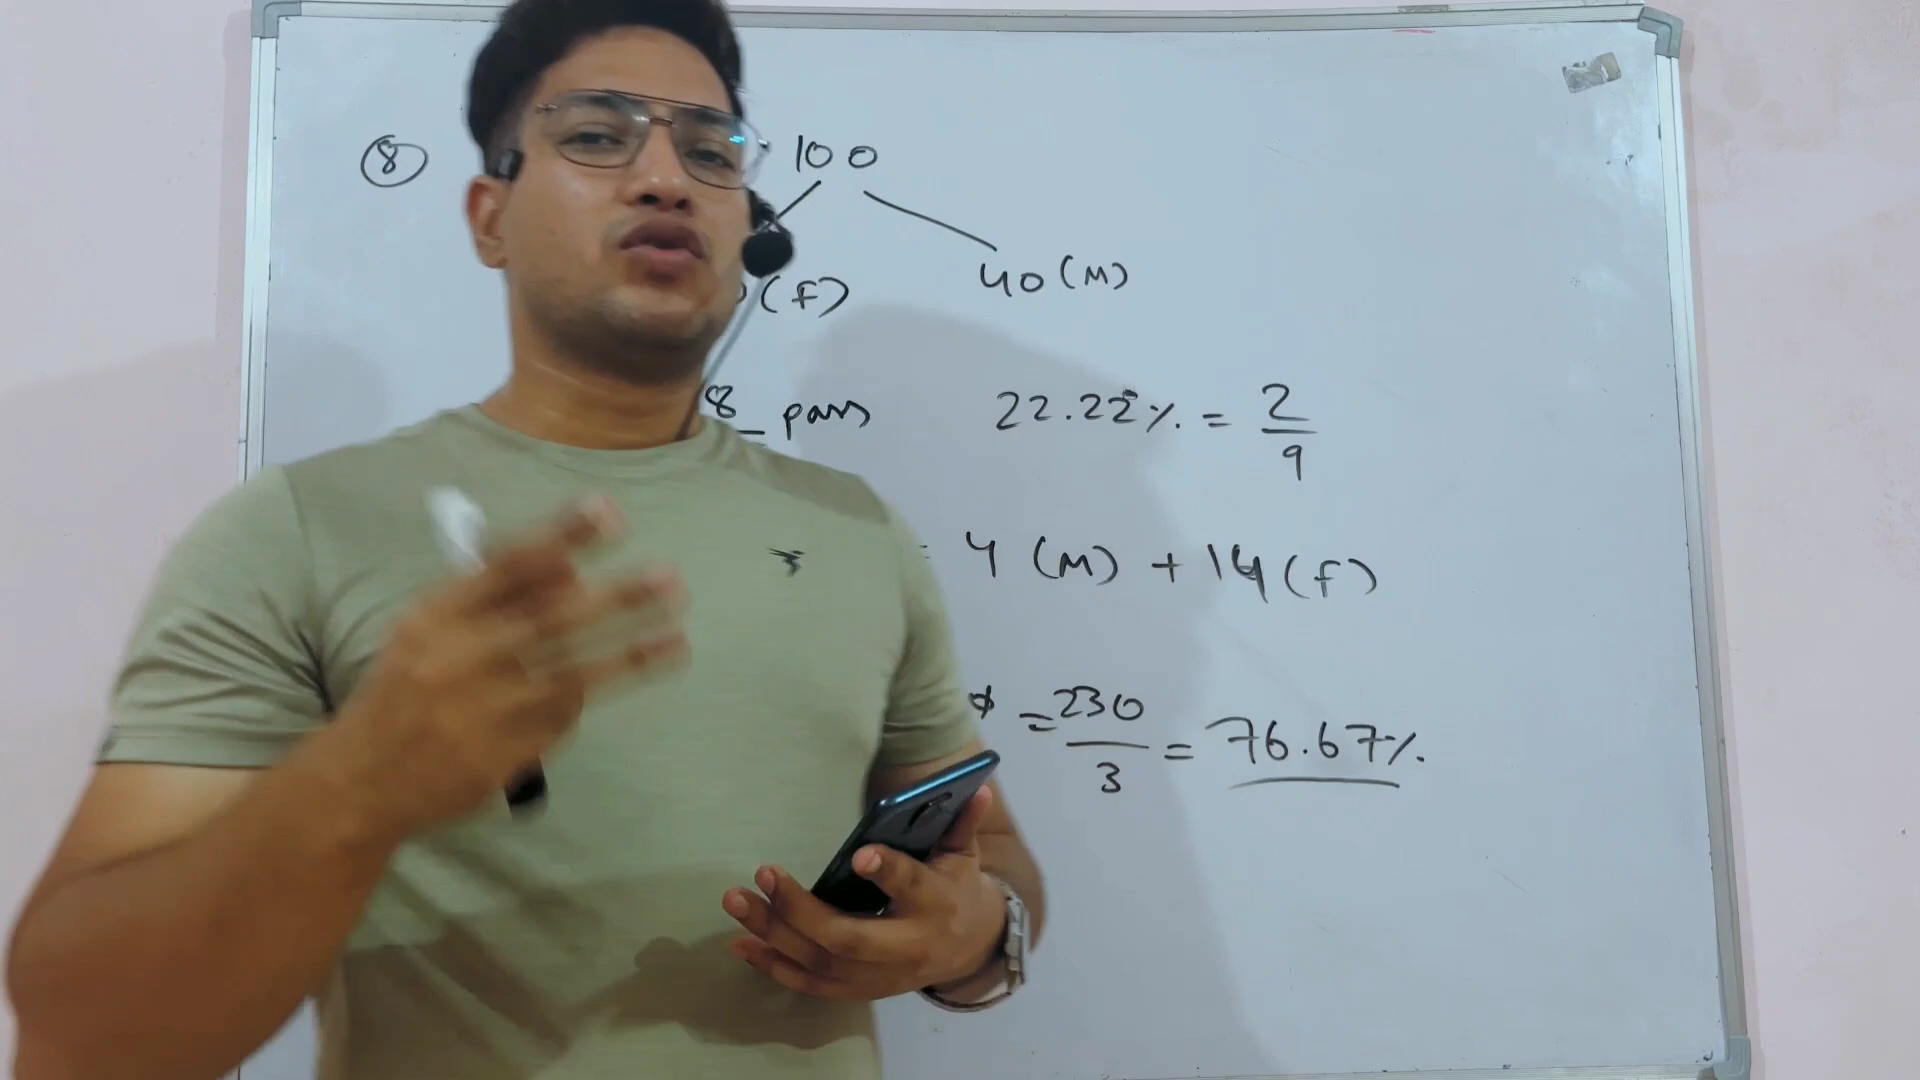 ⑧ 100
(F) 40 (M)
8 pass 22.22% = 2/9
= 4 (M) + 14 (F)
= 230/3 = 76.67%